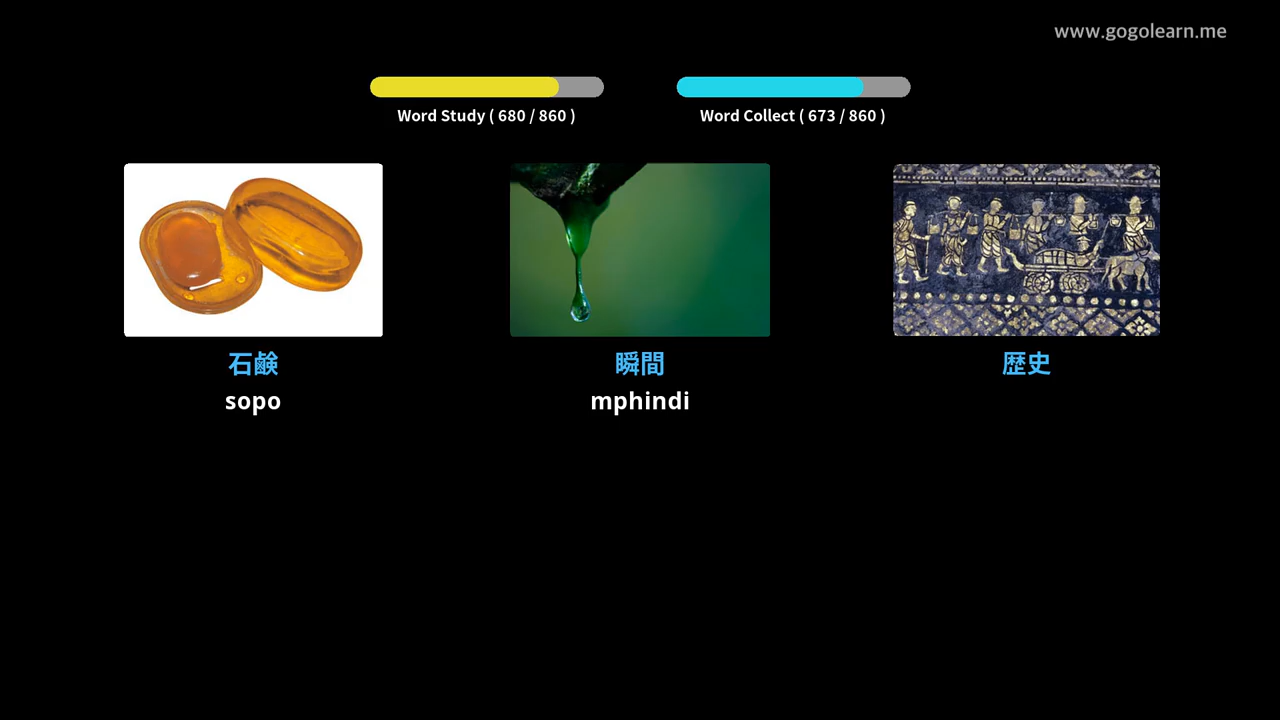 www.gogolearn.me
Word Study ( 680 / 860 )
Word Collect ( 673 / 860 )
石鹸
瞬間
歴史
sopo
mphindi